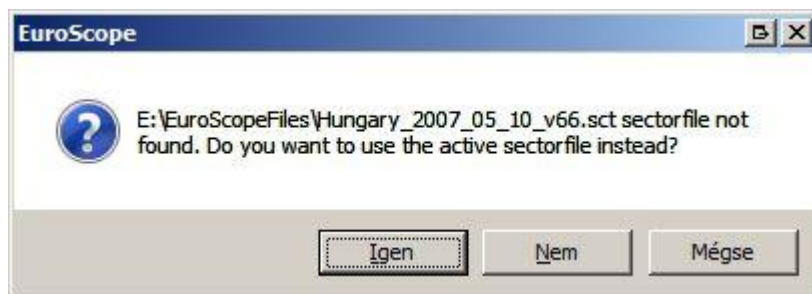 EuroScope
E:\EuroScopeFiles\Hungary_2007_05_10_v66.sct sectorfile not
found. Do you want to use the active sectorfile instead?
Igen Nem Mégse